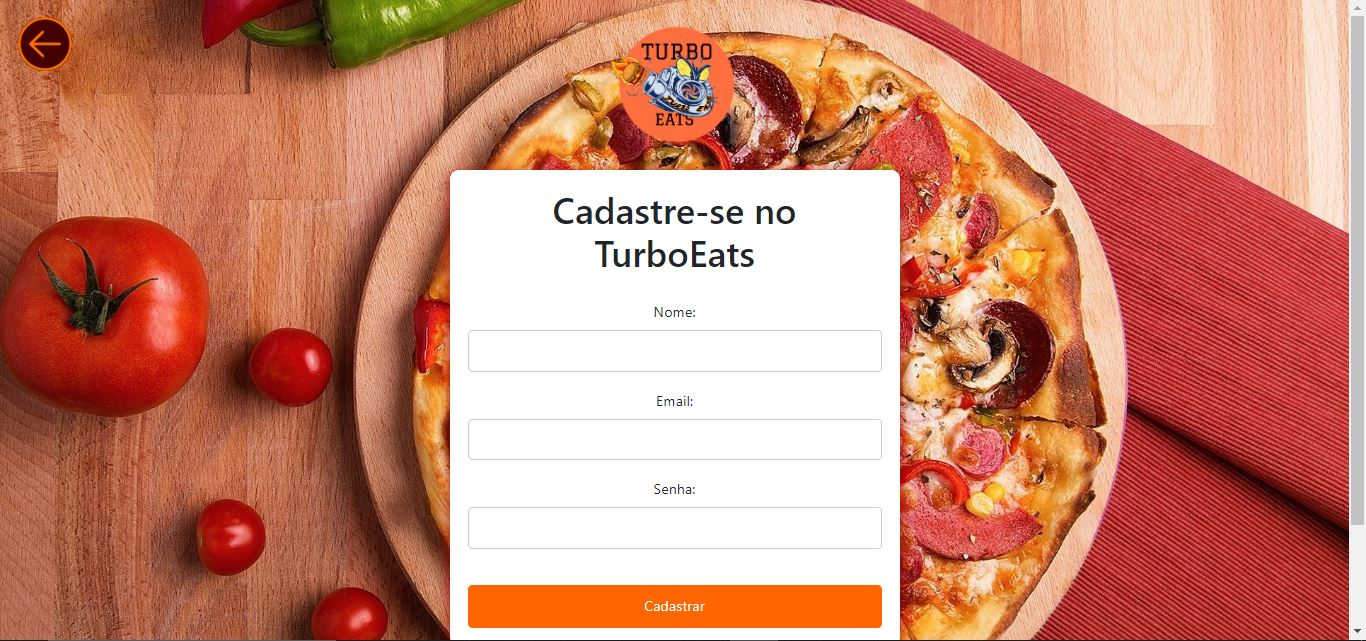 TURBO
EATS
Cadastre-se no
TurboEats
Nome:
Email:
Senha:
Cadastrar